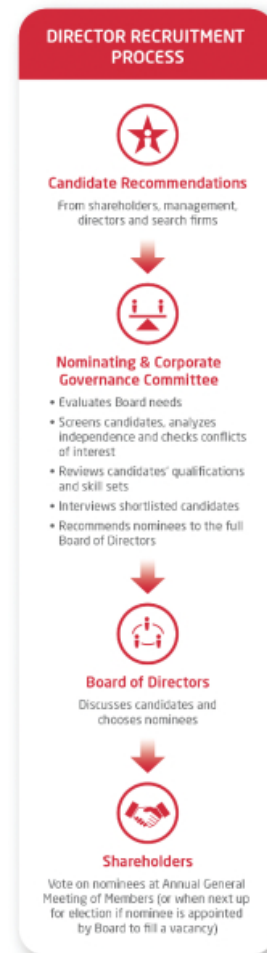 DIRECTOR RECRUITMENT
PROCESS
Candidate Recommendations
From shareholders, management,
directors and search firms
Nominating & Corporate
Governance Committee
• Evaluates Board needs
• Screens candidates, analyzes
independence and checks conflicts
of interest
• Reviews candidates' qualifications
and skill sets
• Interviews shortlisted candidates
• Recommends nominees to the full
Board of Directors
Board of Directors
Discusses candidates and
chooses nominees
Shareholders
Vote on nominees at Annual General
Meeting of Members (or when next up
for election if nominee is appointed
by Board to fill a vacancy)